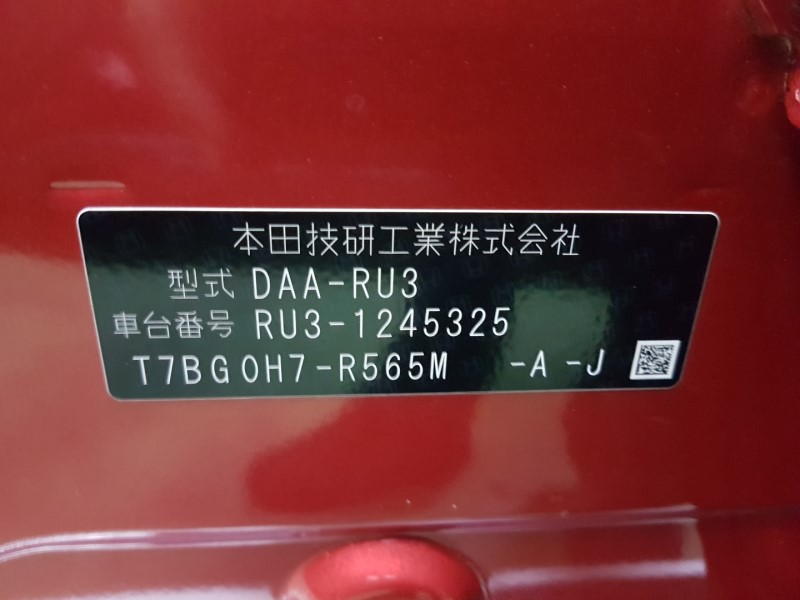 本田技研工業株式会社
型式 DAA-RU3
車台番号 RU3-1245325
T7BG0H7-R565M -A -J